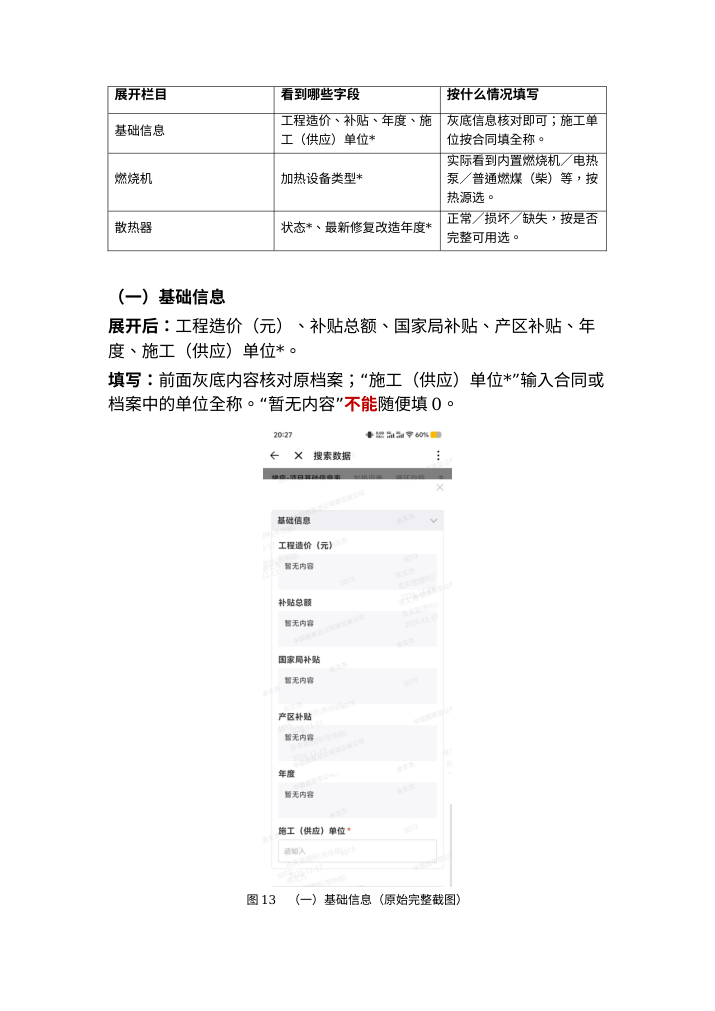 展开栏目 看到哪些字段 按什么情况填写
基础信息 工程造价、补贴、年度、施工（供应）单位* 灰底信息核对即可；施工单位按合同填全称。
燃烧机 加热设备类型* 实际看到内置燃烧机／电热泵／普通燃煤（柴）等，按热源选。
散热器 状态*、最新修复改造年度* 正常／损坏／缺失，按是否完整可用选。
（一）基础信息
展开后：工程造价（元）、补贴总额、国家局补贴、产区补贴、年
度、施工（供应）单位*。
填写：前面灰底内容核对原档案；“施工（供应）单位*”输入合同或
档案中的单位全称。“暂无内容”不能随便填 0。
20:27 60%
搜索数据
基础信息
工程造价（元）
暂无内容
补贴总额
暂无内容
国家局补贴
暂无内容
产区补贴
暂无内容
年度
暂无内容
施工（供应）单位*
请输入
图 13 （一）基础信息（原始完整截图）